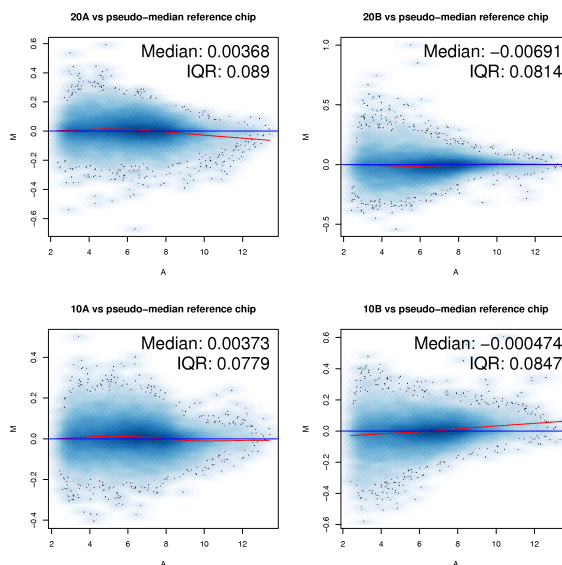 20A vs pseudo−median reference chip
20B vs pseudo−median reference chip
Median: 0.00368
IQR: 0.089
Median: −0.00691
IQR: 0.0814
M
0.6
0.4
0.2
0.0
−0.2
−0.4
−0.6
2 4 6 8 10 12
A
M
1.0
0.5
0.0
−0.5
2 4 6 8 10 12
A
10A vs pseudo−median reference chip
10B vs pseudo−median reference chip
Median: 0.00373
IQR: 0.0779
Median: −0.000474
IQR: 0.0847
M
0.4
0.2
0.0
−0.2
−0.4
2 4 6 8 10 12
A
M
0.6
0.4
0.2
0.0
−0.2
−0.4
−0.6
2 4 6 8 10 12
A